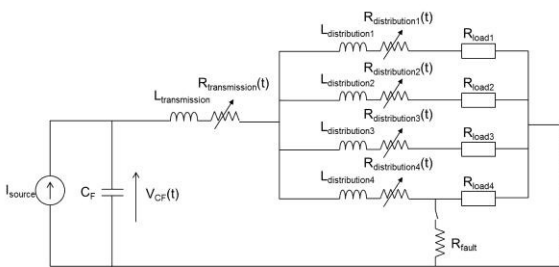 L_distribution1 R_distribution1(t) R_load1
L_distribution2 R_distribution2(t) R_load2
R_transmission(t)
L_transmission
L_distribution3 R_distribution3(t) R_load3
L_distribution4 R_distribution4(t) R_load4
I_source C_F V_CF(t)
R_fault